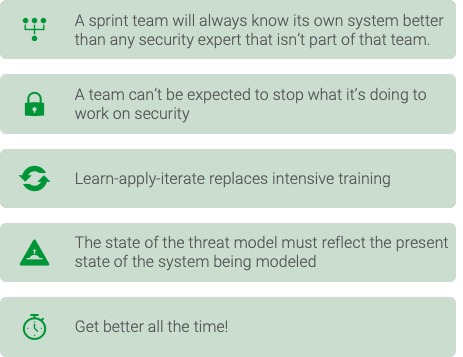 A sprint team will always know its own system better
than any security expert that isn't part of that team.
A team can't be expected to stop what it's doing to
work on security
Learn-apply-iterate replaces intensive training
The state of the threat model must reflect the present
state of the system being modeled
Get better all the time!